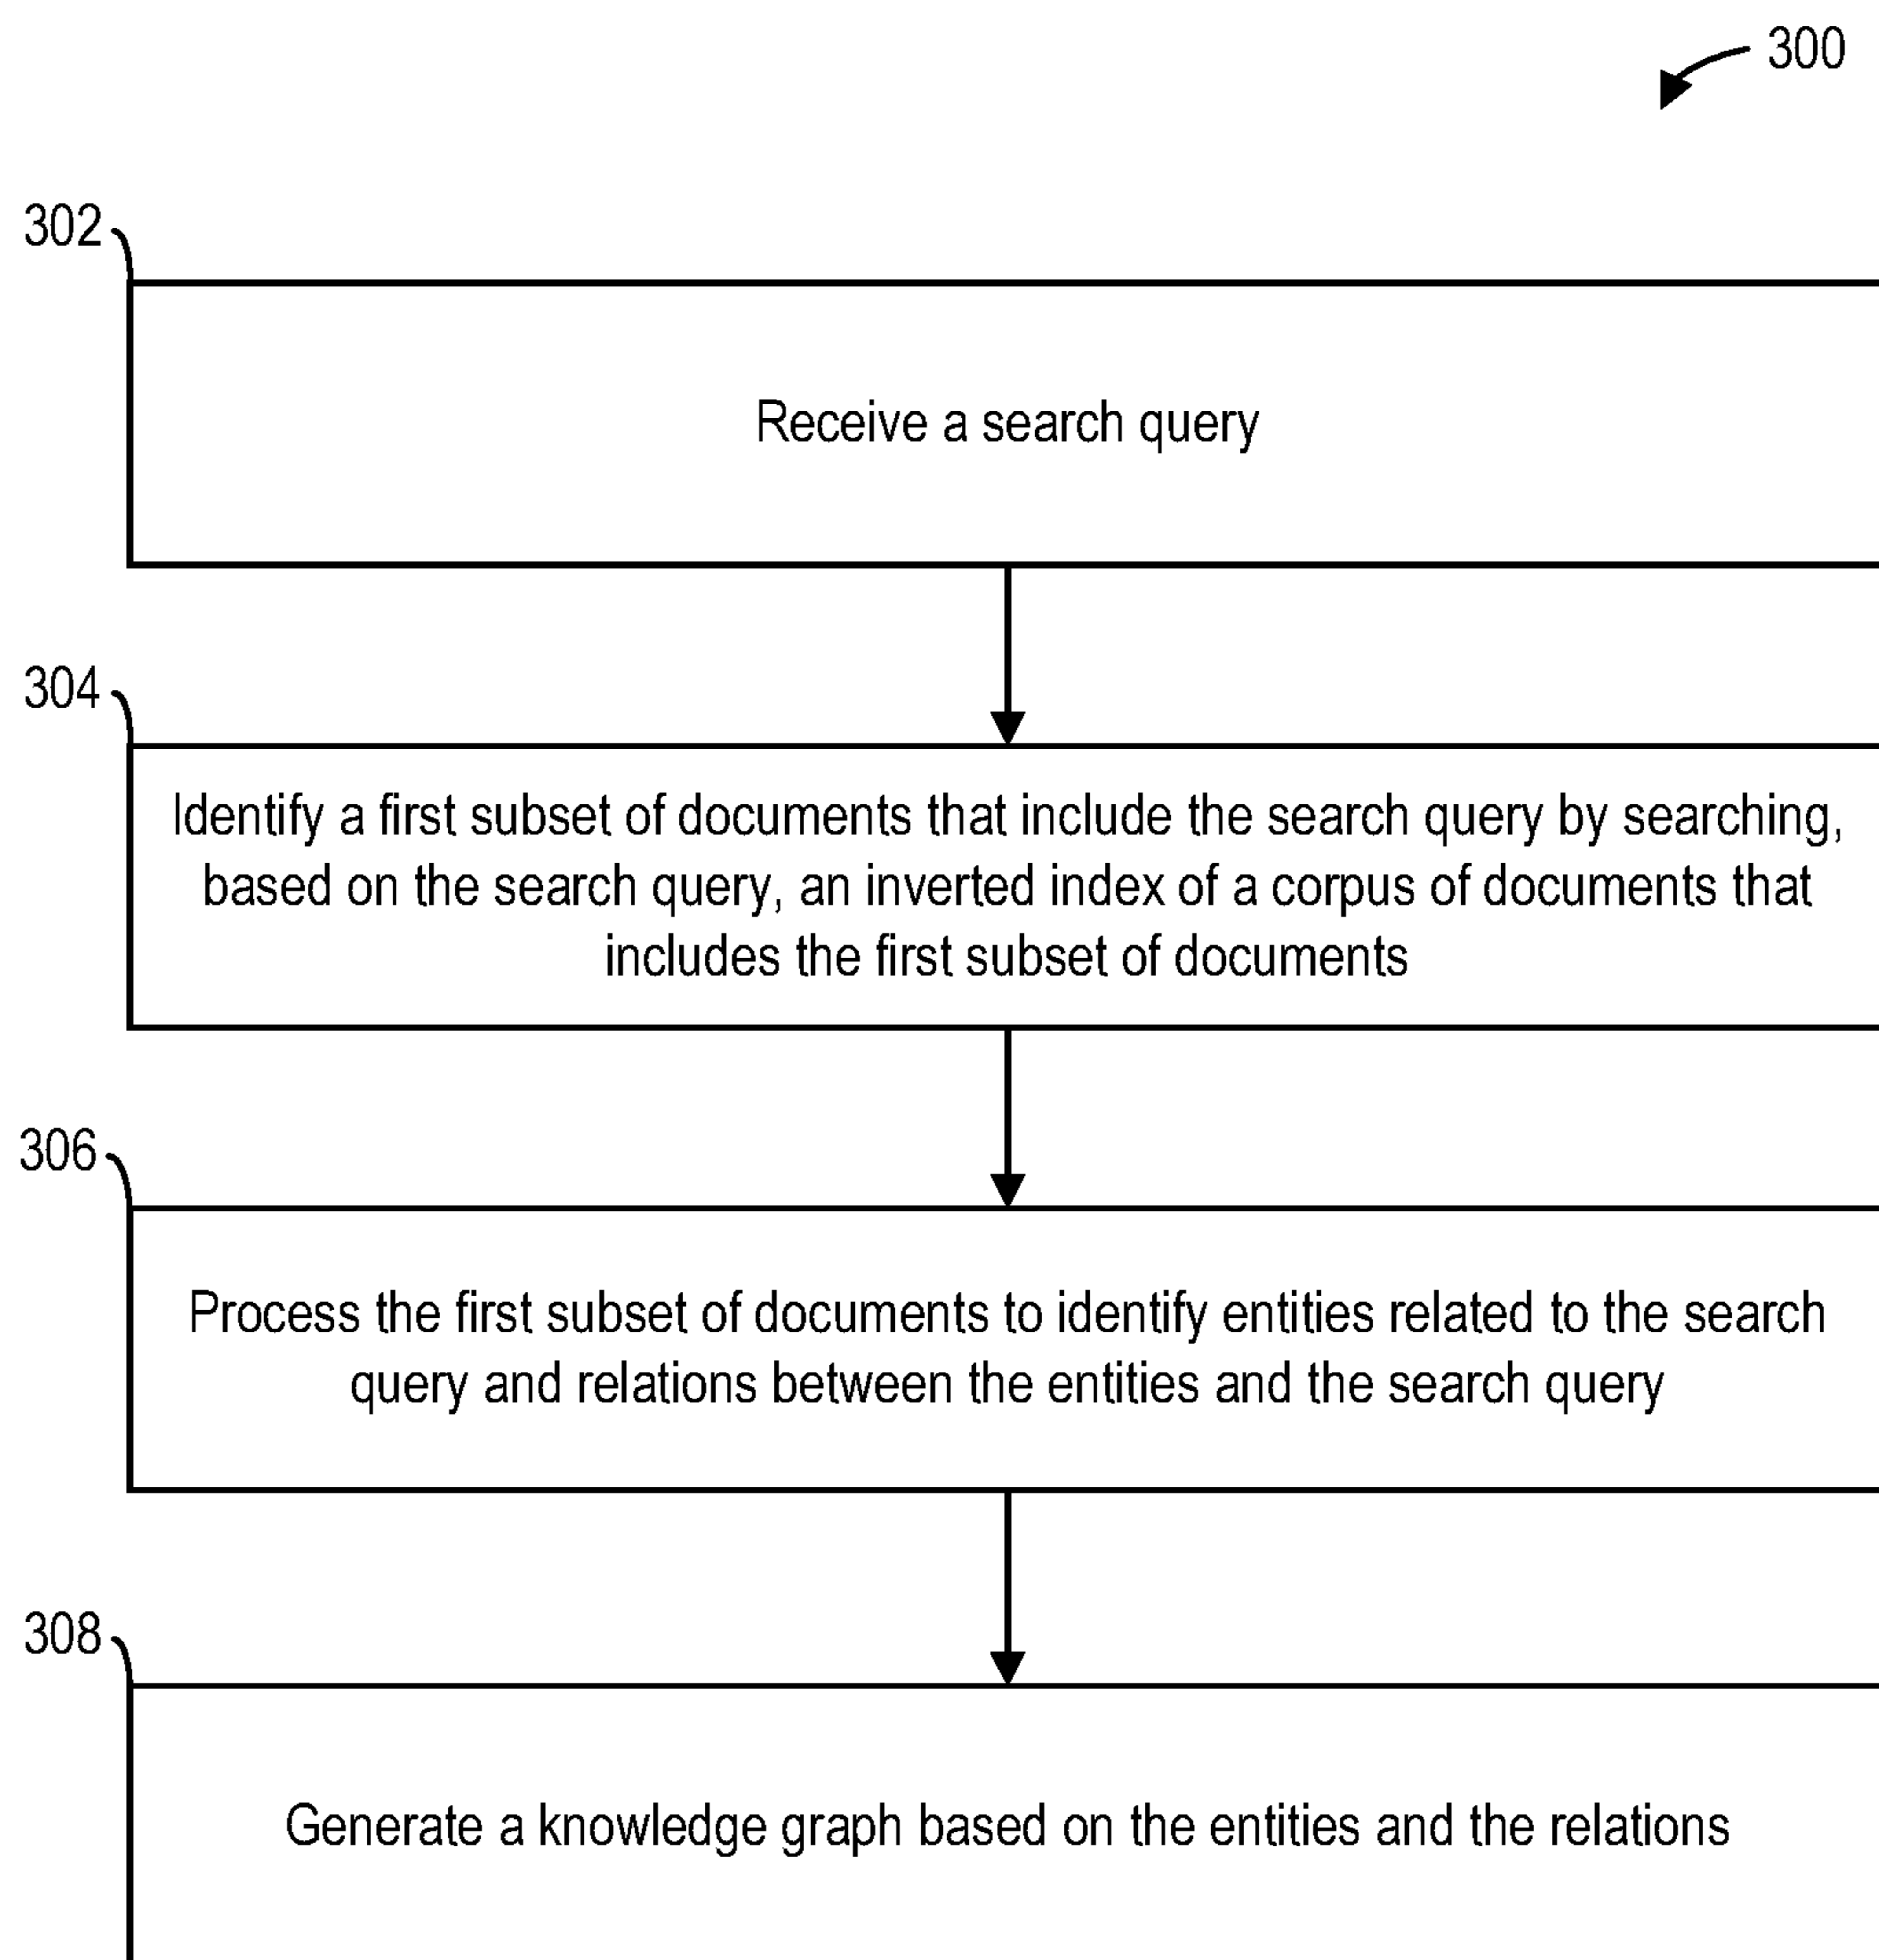 300
302
Receive a search query
304
Identify a first subset of documents that include the search query by searching,
based on the search query, an inverted index of a corpus of documents that
includes the first subset of documents
306
Process the first subset of documents to identify entities related to the search
query and relations between the entities and the search query
308
Generate a knowledge graph based on the entities and the relations